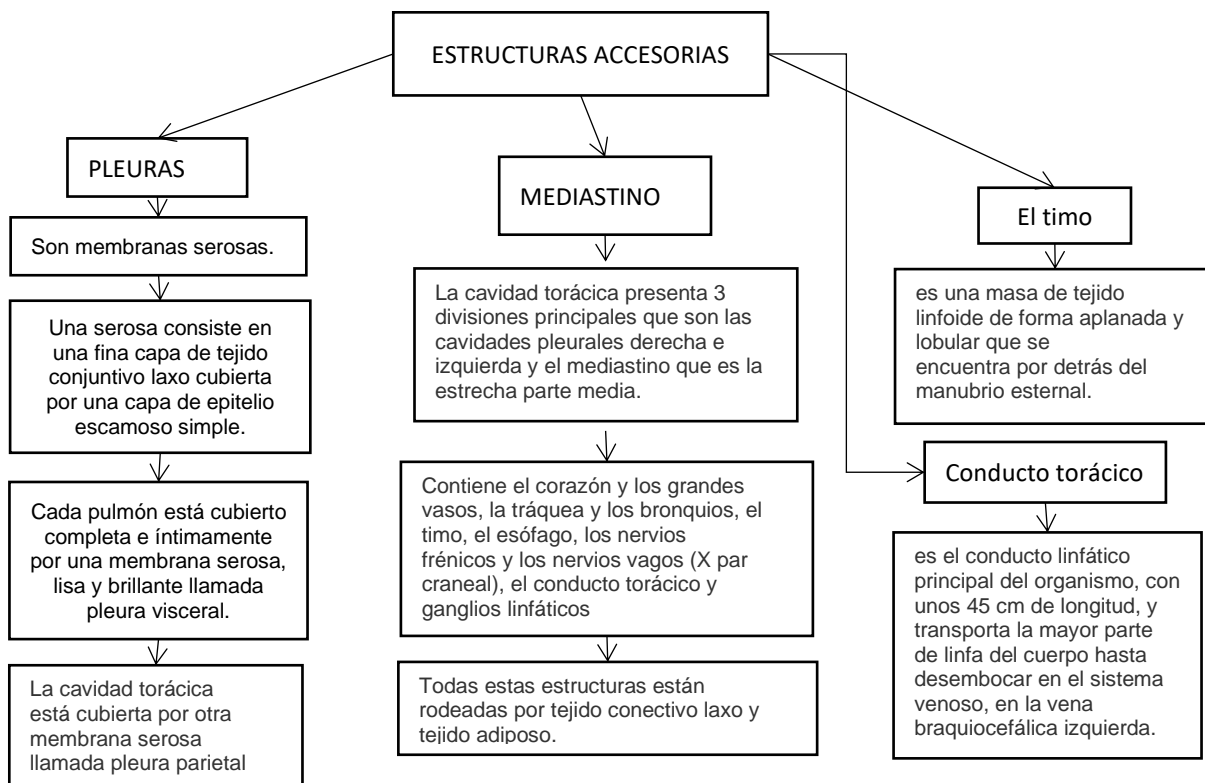 ESTRUCTURAS ACCESORIAS
PLEURAS
Son membranas serosas.
Una serosa consiste en
una fina capa de tejido
conjuntivo laxo cubierta
por una capa de epitelio
escamoso simple.
Cada pulmón está cubierto
completa e íntimamente
por una membrana serosa,
lisa y brillante llamada
pleura visceral.
La cavidad torácica
está cubierta por otra
membrana serosa
llamada pleura parietal
MEDIASTINO
La cavidad torácica presenta 3
divisiones principales que son las
cavidades pleurales derecha e
izquierda y el mediastino que es la
estrecha parte media.
Contiene el corazón y los grandes
vasos, la tráquea y los bronquios, el
timo, el esófago, los nervios
frénicos y los nervios vagos (X par
craneal), el conducto torácico y
ganglios linfáticos
Todas estas estructuras están
rodeadas por tejido conectivo laxo y
tejido adiposo.
El timo
es una masa de tejido
linfoide de forma aplanada y
lobular que se
encuentra por detrás del
manubrio esternal.
Conducto torácico
es el conducto linfático
principal del organismo, con
unos 45 cm de longitud, y
transporta la mayor parte
de linfa del cuerpo hasta
desembocar en el sistema
venoso, en la vena
braquiocefálica izquierda.